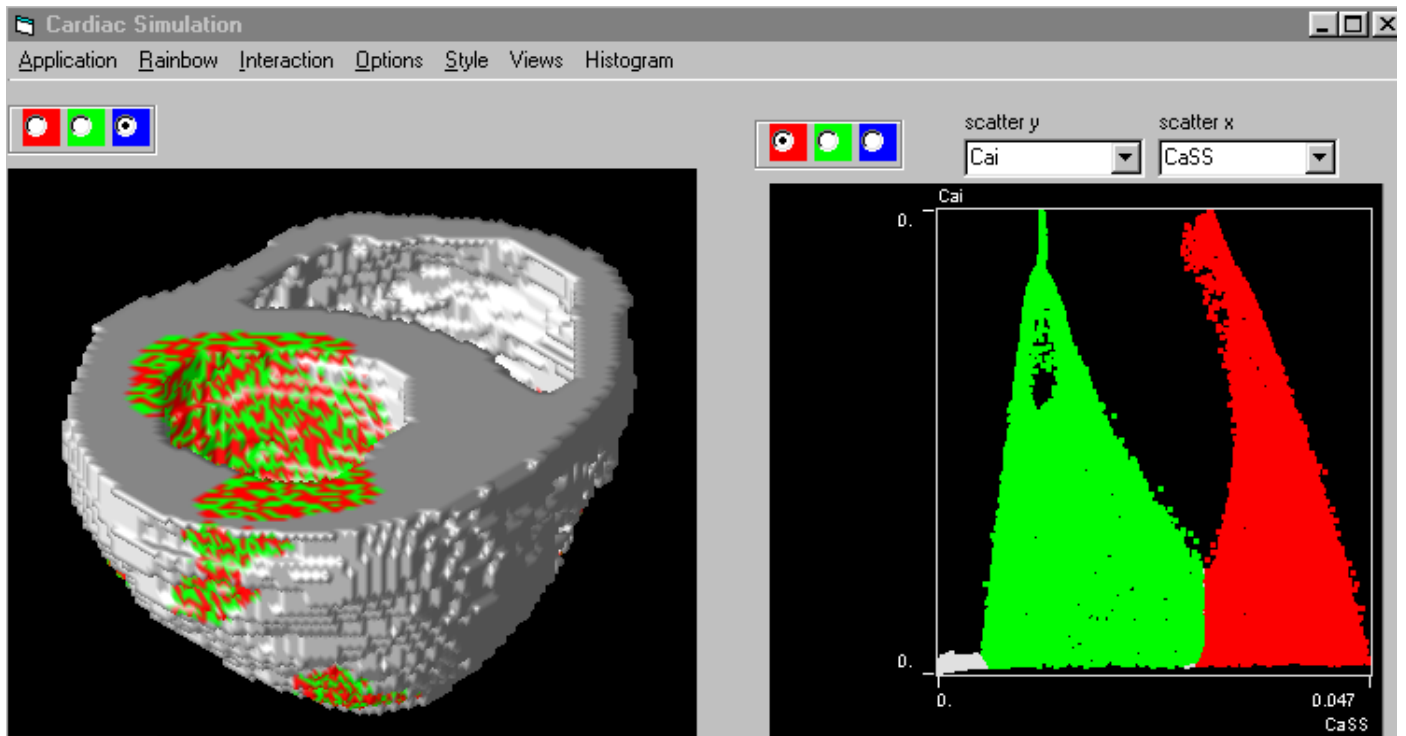 Cardiac Simulation
Application Rainbow Interaction Options Style Views Histogram
scatter y scatter x
Cai CaSS
Cai
0.
0.
0. 0.047
CaSS